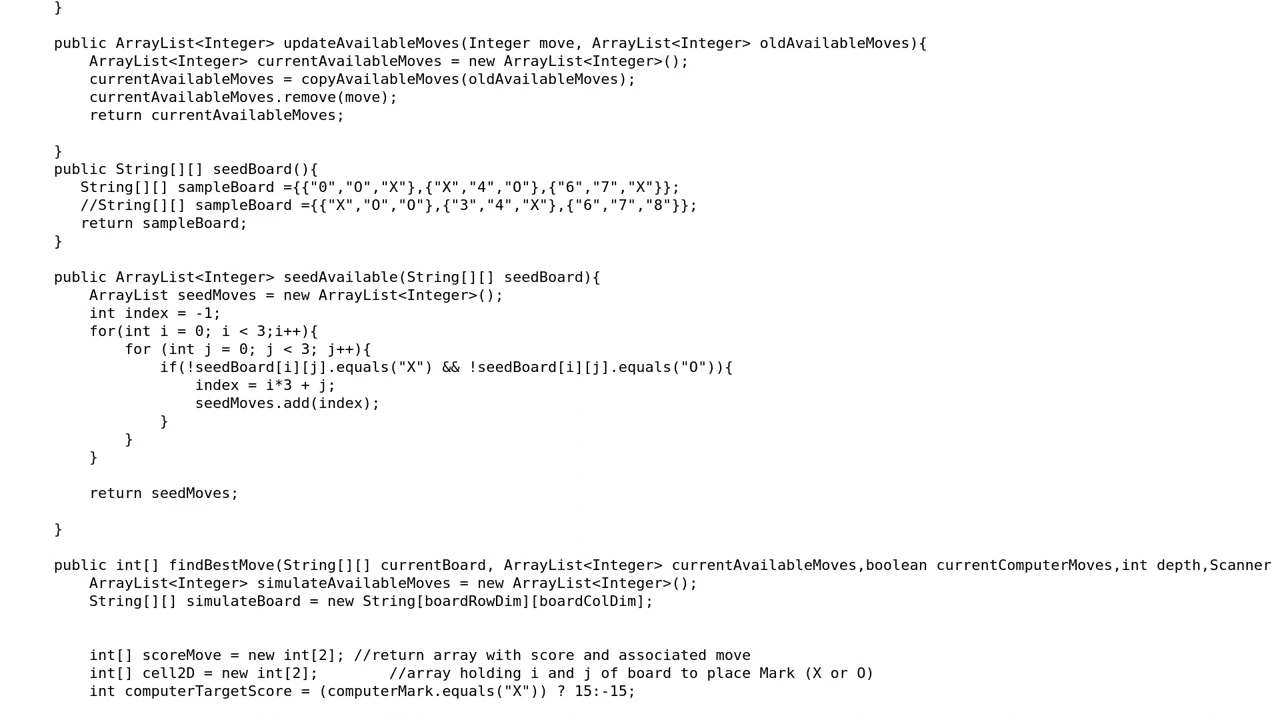 }
public ArrayList<Integer> updateAvailableMoves(Integer move, ArrayList<Integer> oldAvailableMoves){
ArrayList<Integer> currentAvailableMoves = new ArrayList<Integer>();
currentAvailableMoves = copyAvailableMoves(oldAvailableMoves);
currentAvailableMoves.remove(move);
return currentAvailableMoves;
}
public String[][] seedBoard(){
String[][] sampleBoard ={{"0","O","X"},{"X","4","O"},{"6","7","X"}};
//String[][] sampleBoard ={{"X","O","O"},{"3","4","X"},{"6","7","8"}};
return sampleBoard;
}
public ArrayList<Integer> seedAvailable(String[][] seedBoard){
ArrayList seedMoves = new ArrayList<Integer>();
int index = -1;
for(int i = 0; i < 3;i++){
for (int j = 0; j < 3; j++){
if(!seedBoard[i][j].equals("X") && !seedBoard[i][j].equals("O")){
index = i*3 + j;
seedMoves.add(index);
}
}
}
return seedMoves;
}
public int[] findBestMove(String[][] currentBoard, ArrayList<Integer> currentAvailableMoves,boolean currentComputerMoves,int depth,Scanner
ArrayList<Integer> simulateAvailableMoves = new ArrayList<Integer>();
String[][] simulateBoard = new String[boardRowDim][boardColDim];
int[] scoreMove = new int[2]; //return array with score and associated move
int[] cell2D = new int[2]; //array holding i and j of board to place Mark (X or O)
int computerTargetScore = (computerMark.equals("X")) ? 15:-15;